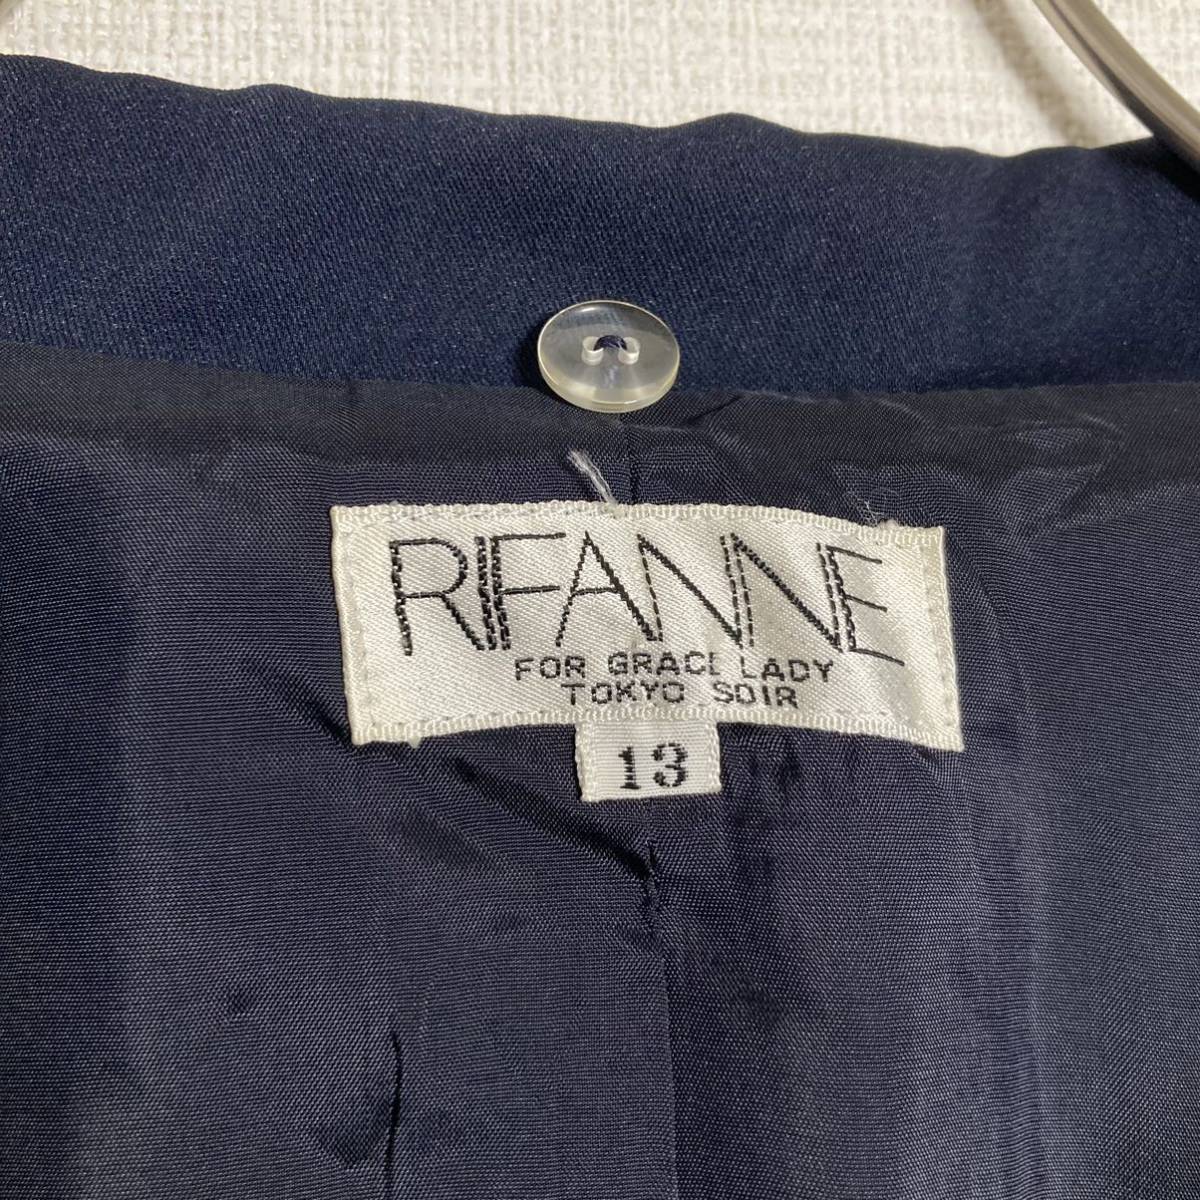 RIFANNE
FOR GRACE LADY
TOKYO SOIR
13